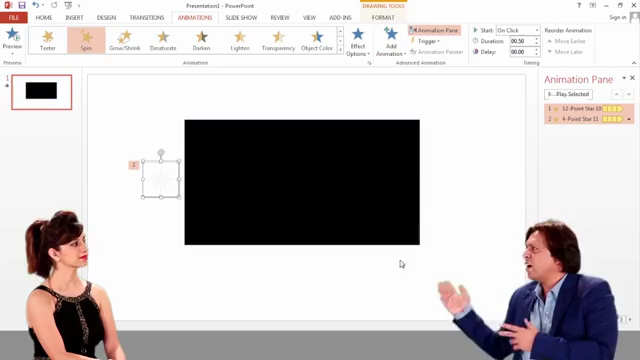 Presentation1 - PowerPoint
DRAWING TOOLS
Sign in
FILE HOME INSERT DESIGN TRANSITIONS ANIMATIONS SLIDE SHOW REVIEW VIEW ADD-INS FORMAT
Preview
Teeter Spin Grow/Shrink Desaturate Darken Lighten Transparency Object Color
Effect Options
Add Animation
Animation Pane
Trigger
Animation Painter
Start: On Click
Duration: 00.50
Delay: 00.00
Reorder Animation
Move Earlier
Move Later
Preview Animation Advanced Animation Timing
1
Animation Pane
Play Selected
1 12-Point Star 10
2 4-Point Star 11
2